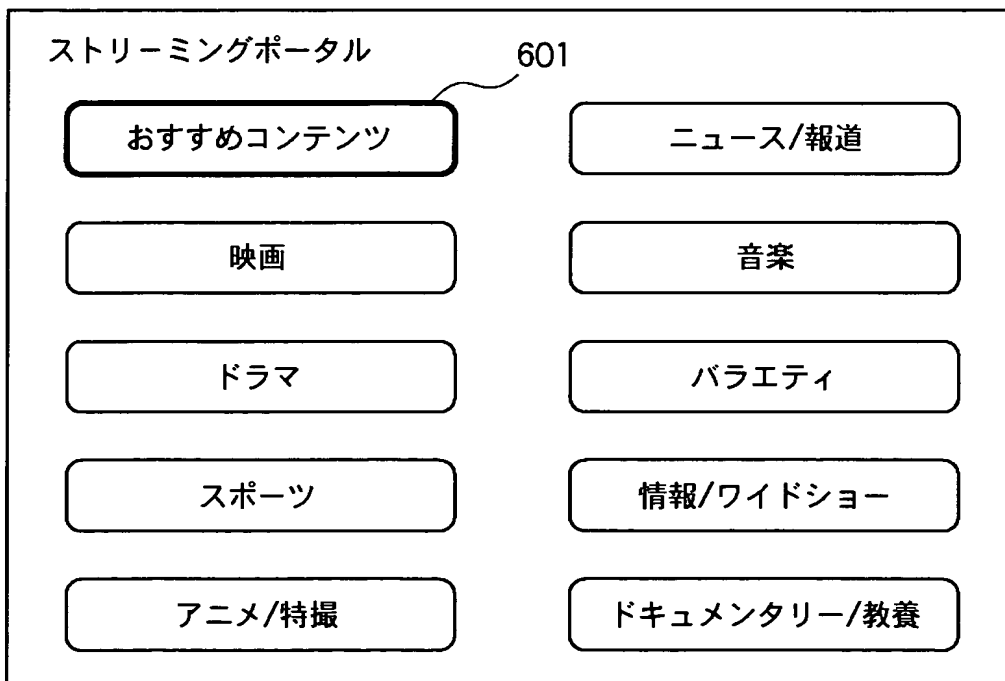 ストリーミングポータル
601
おすすめコンテンツ
ニュース/報道
映画
音楽
ドラマ
バラエティ
スポーツ
情報/ワイドショー
アニメ/特撮
ドキュメンタリー/教養